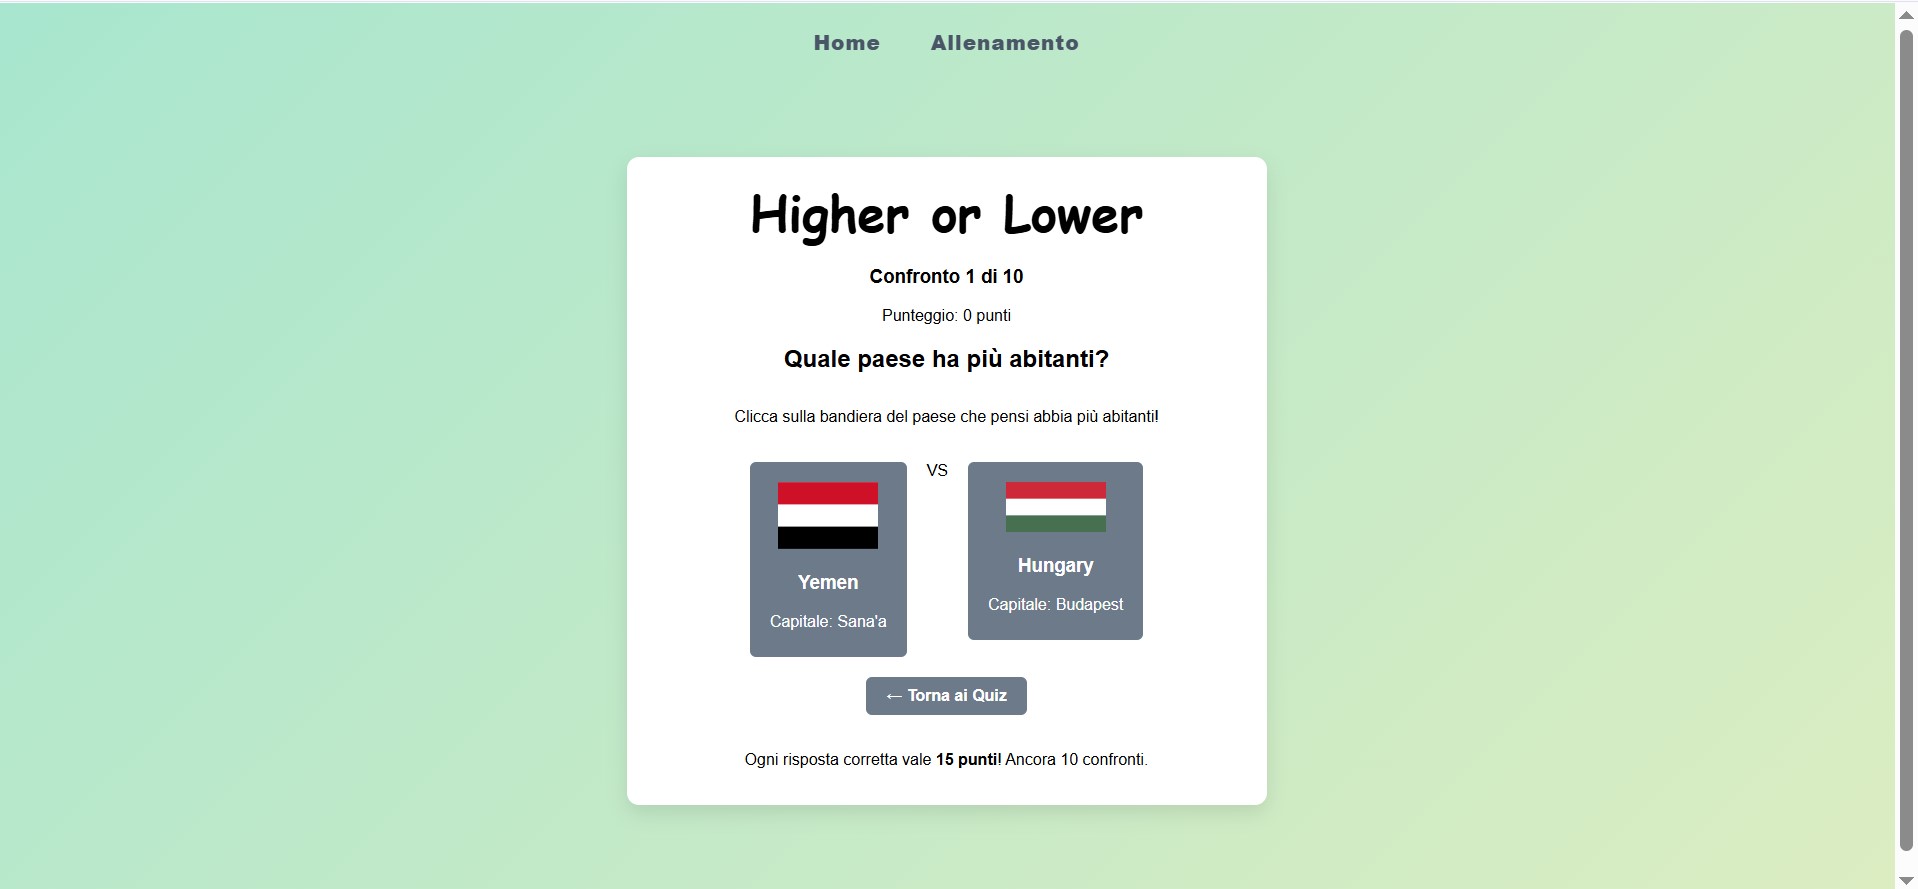 Home Allenamento
Higher or Lower
Confronto 1 di 10
Punteggio: 0 punti
Quale paese ha più abitanti?
Clicca sulla bandiera del paese che pensi abbia più abitanti!
VS
Yemen
Capitale: Sana'a
Hungary
Capitale: Budapest
← Torna ai Quiz
Ogni risposta corretta vale 15 punti! Ancora 10 confronti.